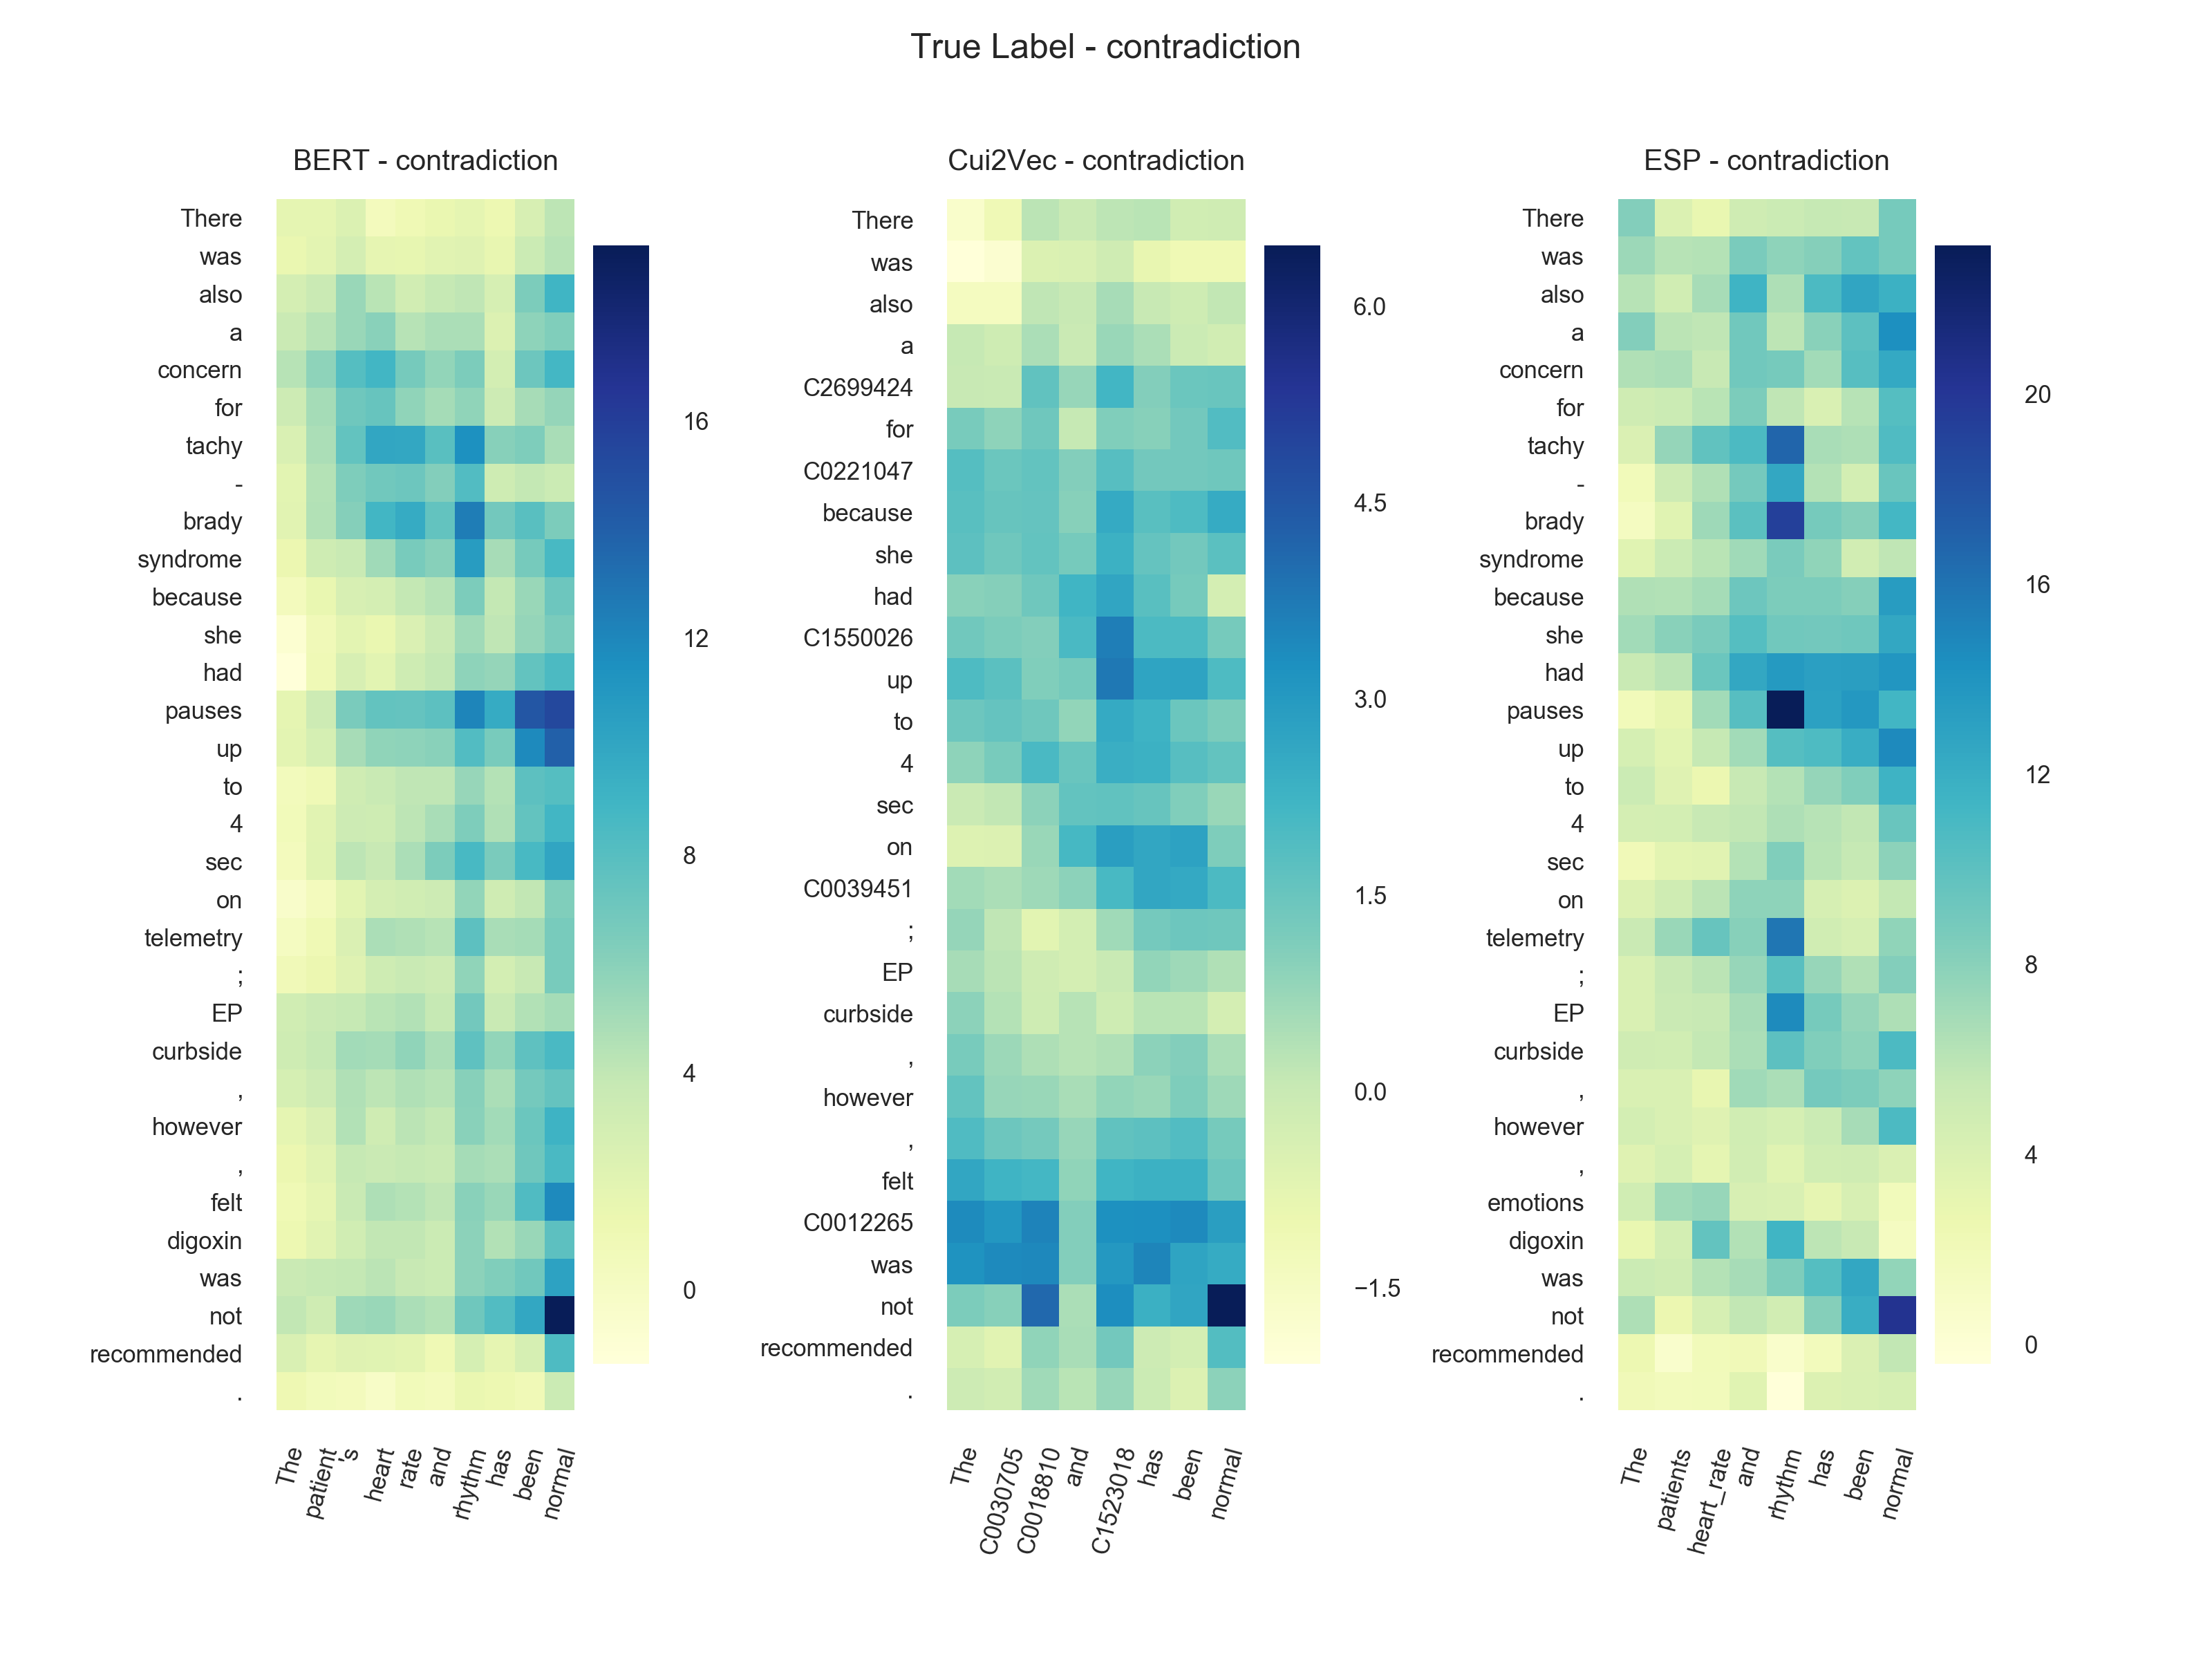 True Label - contradiction
BERT - contradiction
There
was
also
a
concern
for
tachy
-
brady
syndrome
because
she
had
pauses
up
to
4
sec
on
telemetry
;
EP
curbside
,
however
,
felt
digoxin
was
not
recommended
.
The
patient
's
heart
rate
and
rhythm
has
been
normal
16
12
8
4
0
Cui2Vec - contradiction
There
was
also
a
C2699424
for
C0221047
because
she
had
C1550026
up
to
4
sec
on
C0039451
;
EP
curbside
,
however
,
felt
C0012265
was
not
recommended
.
The
C0030705
C0018810
and
C1523018
has
been
normal
6.0
4.5
3.0
1.5
0.0
−1.5
ESP - contradiction
There
was
also
a
concern
for
tachy
-
brady
syndrome
because
she
had
pauses
up
to
4
sec
on
telemetry
;
EP
curbside
,
however
,
emotions
digoxin
was
not
recommended
.
The
patients
heart_rate
and
rhythm
has
been
normal
20
16
12
8
4
0